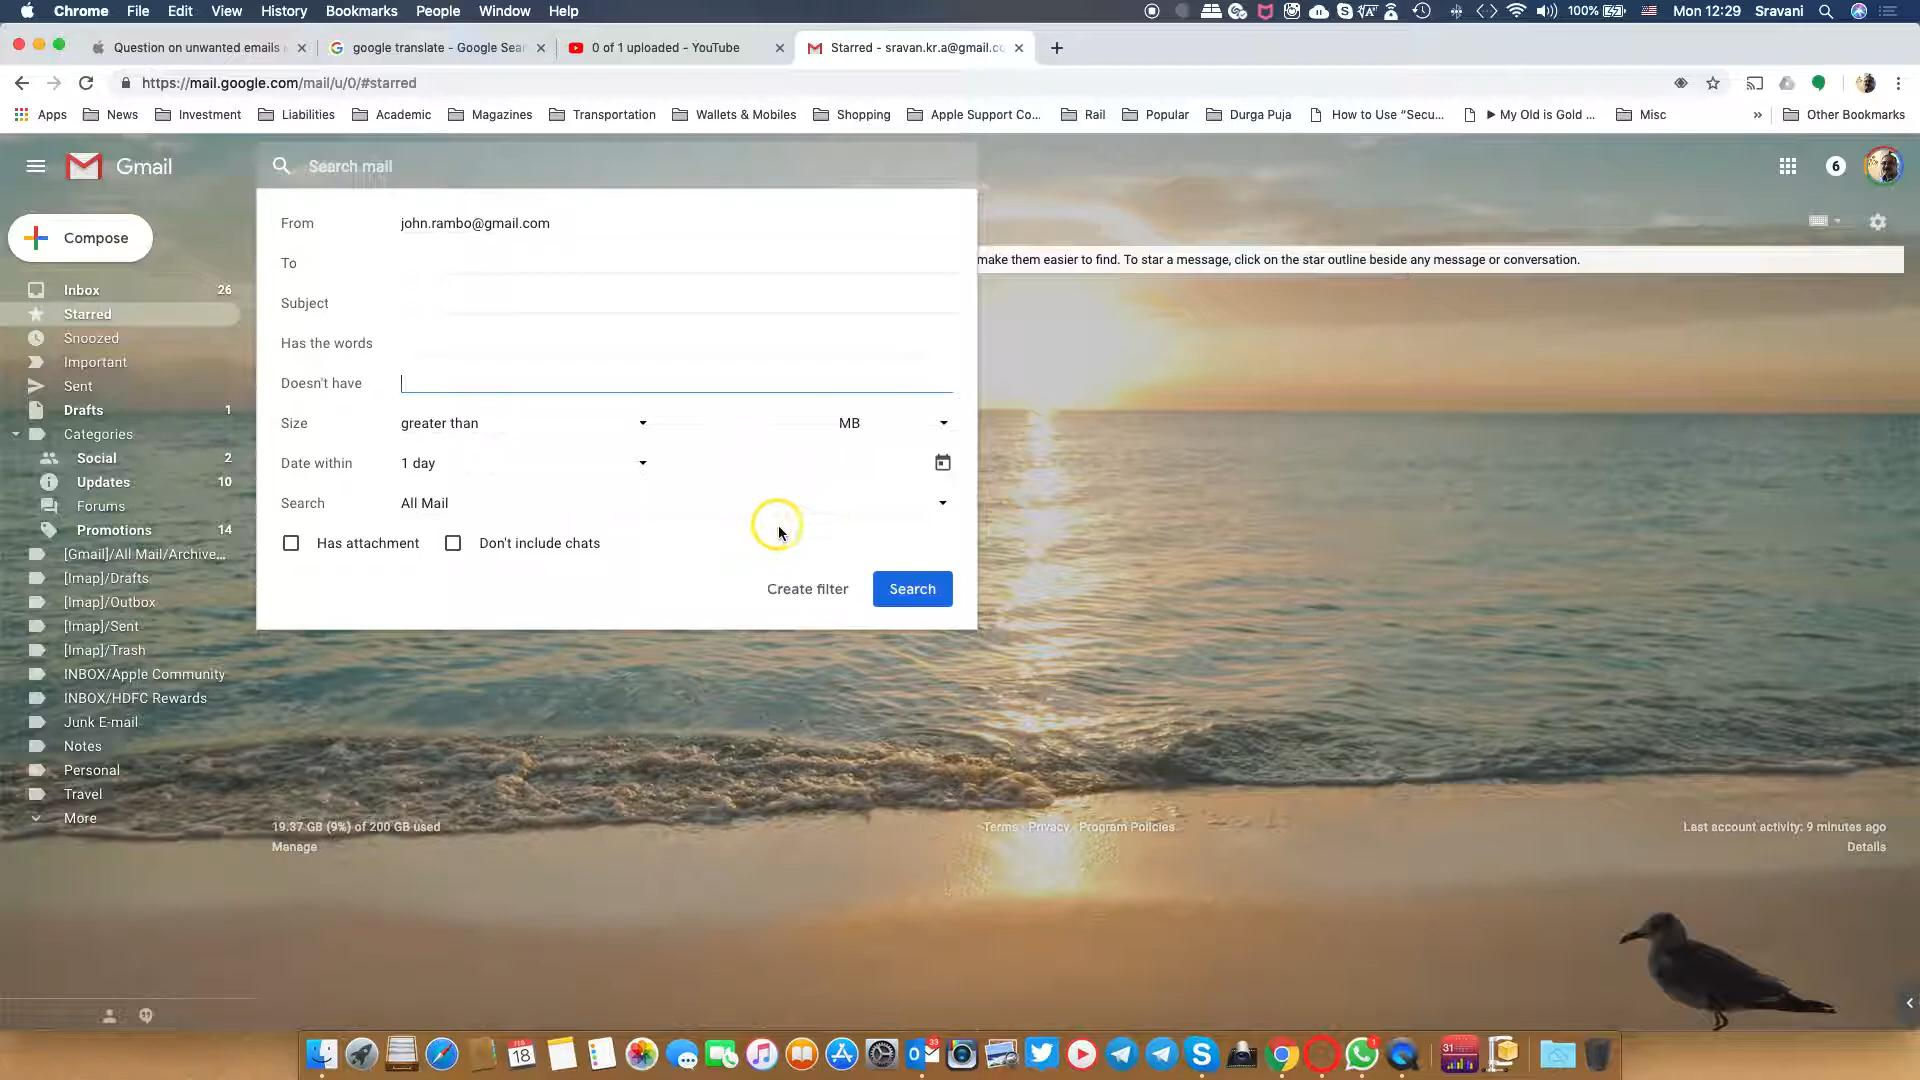 Chrome File Edit View History Bookmarks People Window Help
100% Mon 12:29 Sravani
Question on unwanted emails
google translate - Google Sear
0 of 1 uploaded - YouTube
Starred - sravan.kr.a@gmail.co
https://mail.google.com/mail/u/0/#starred
Apps News Investment Liabilities Academic Magazines Transportation Wallets & Mobiles Shopping Apple Support Co... Rail Popular Durga Puja How to Use “Secu... ▶ My Old is Gold ... Misc » Other Bookmarks
Gmail
Search mail
6
Compose
From john.rambo@gmail.com
To
Subject
Has the words
Doesn't have
Size greater than MB
Date within 1 day
Search All Mail
Has attachment Don't include chats
Create filter Search
make them easier to find. To star a message, click on the star outline beside any message or conversation.
Inbox 26
Starred
Snoozed
Important
Sent
Drafts 1
Categories
Social 2
Updates 10
Forums
Promotions 14
[Gmail]/All Mail/Archive...
[Imap]/Drafts
[Imap]/Outbox
[Imap]/Sent
[Imap]/Trash
INBOX/Apple Community
INBOX/HDFC Rewards
Junk E-mail
Notes
Personal
Travel
More
19.37 GB (9%) of 200 GB used
Manage
Terms · Privacy · Program Policies
Last account activity: 9 minutes ago
Details
FEB
18
33
1
31